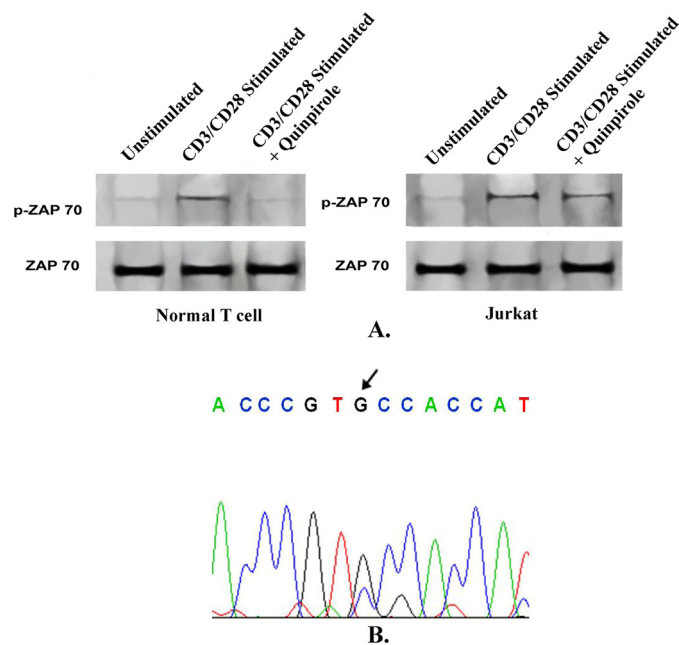 Unstimulated
CD3/CD28 Stimulated
CD3/CD28 Stimulated
+ Quinpirole
Unstimulated
CD3/CD28 Stimulated
CD3/CD28 Stimulated
+ Quinpirole
p-ZAP 70
p-ZAP 70
ZAP 70
ZAP 70
Normal T cell
Jurkat
A.
A C C C G T G C C A C C A T
B.